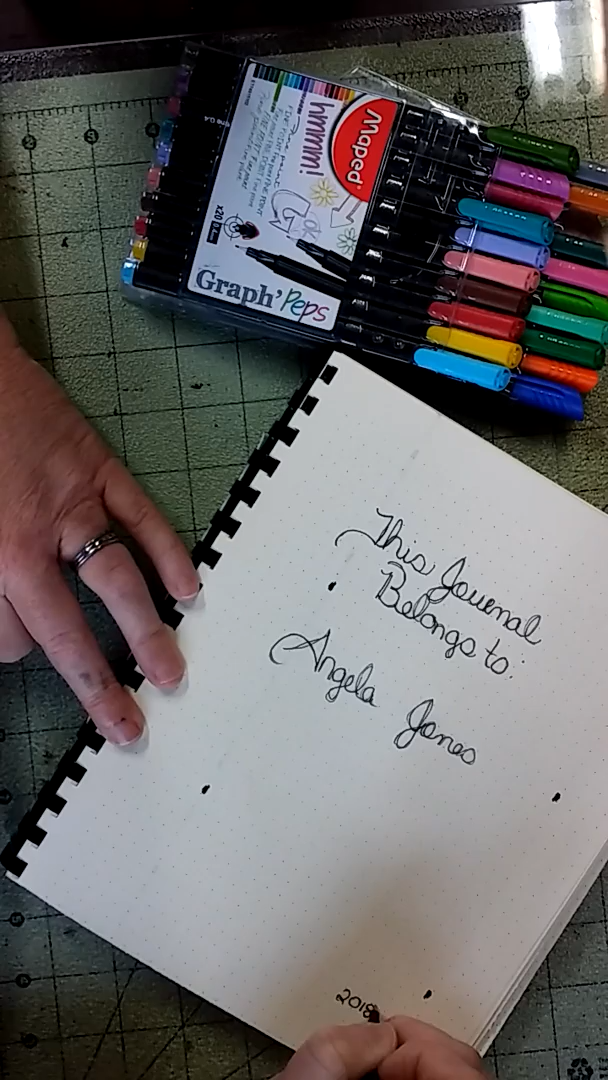 Maped
hmmm!
x20
Graph'Peps
This Journal
Belongs to:
Angela Jones
2018